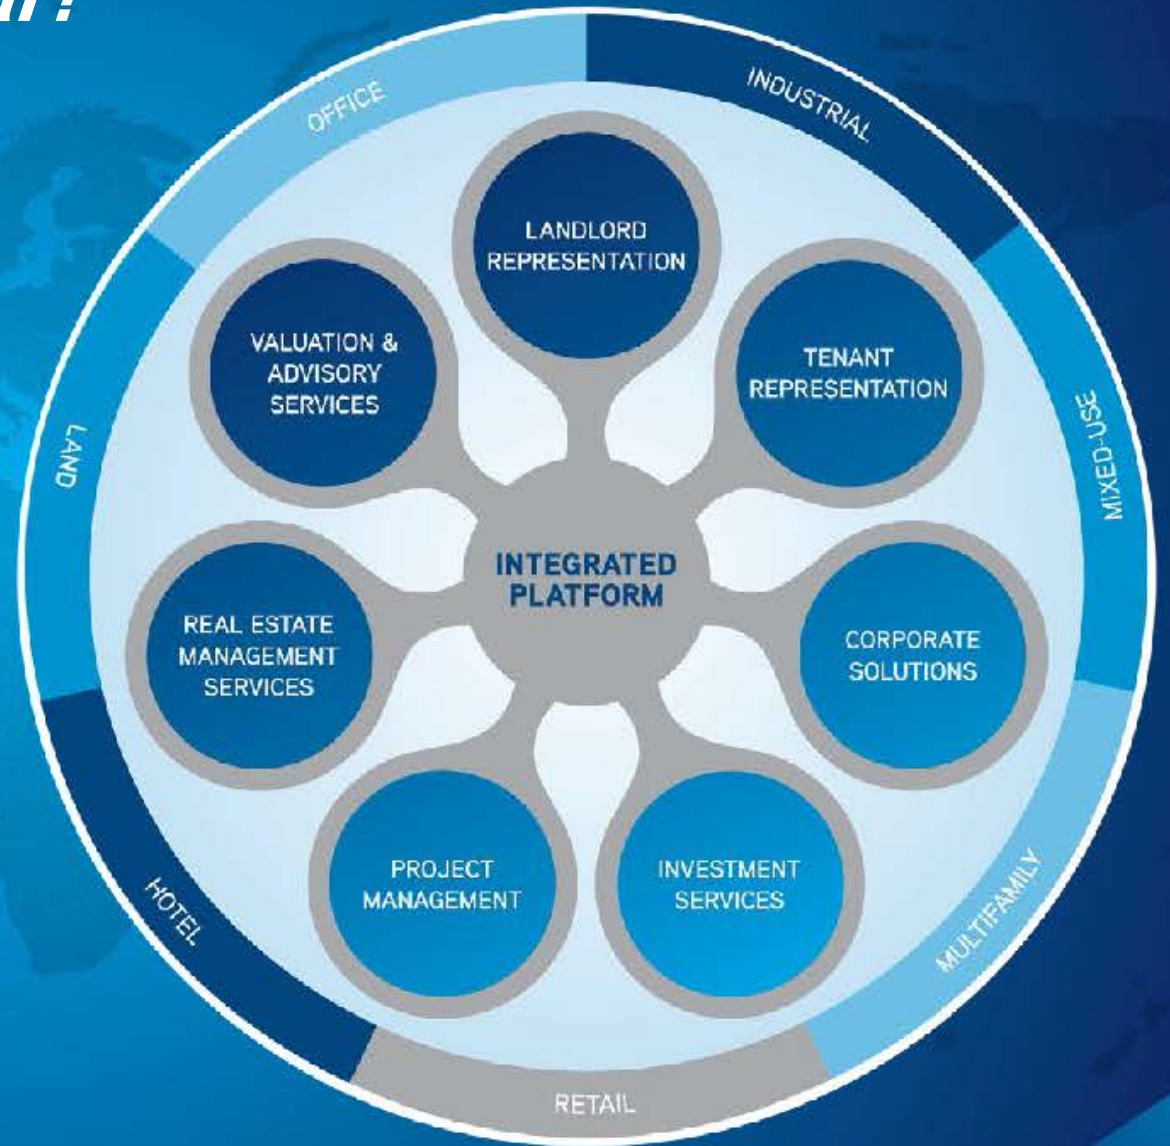 OFFICE
INDUSTRIAL
LANDLORD
REPRESENTATION
VALUATION &
ADVISORY
SERVICES
TENANT
REPRESENTATION
LAND
MIXED-USE
INTEGRATED
PLATFORM
REAL ESTATE
MANAGEMENT
SERVICES
CORPORATE
SOLUTIONS
PROJECT
MANAGEMENT
INVESTMENT
SERVICES
HOTEL
MULTIFAMILY
RETAIL